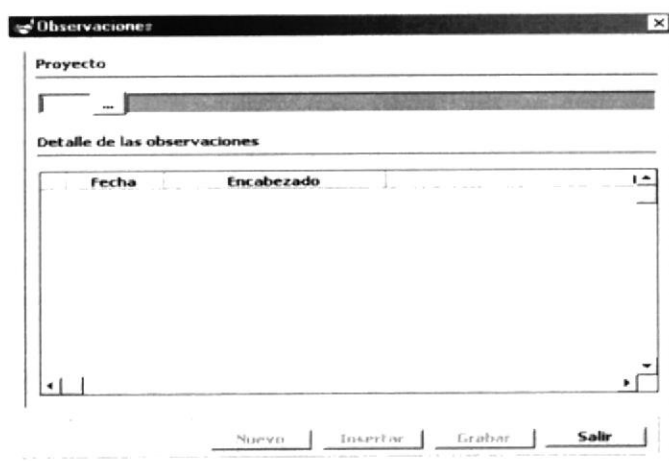 Observaciones
Proyecto
...
Detalle de las observaciones
Fecha Encabezado
Nuevo Insertar Grabar Salir